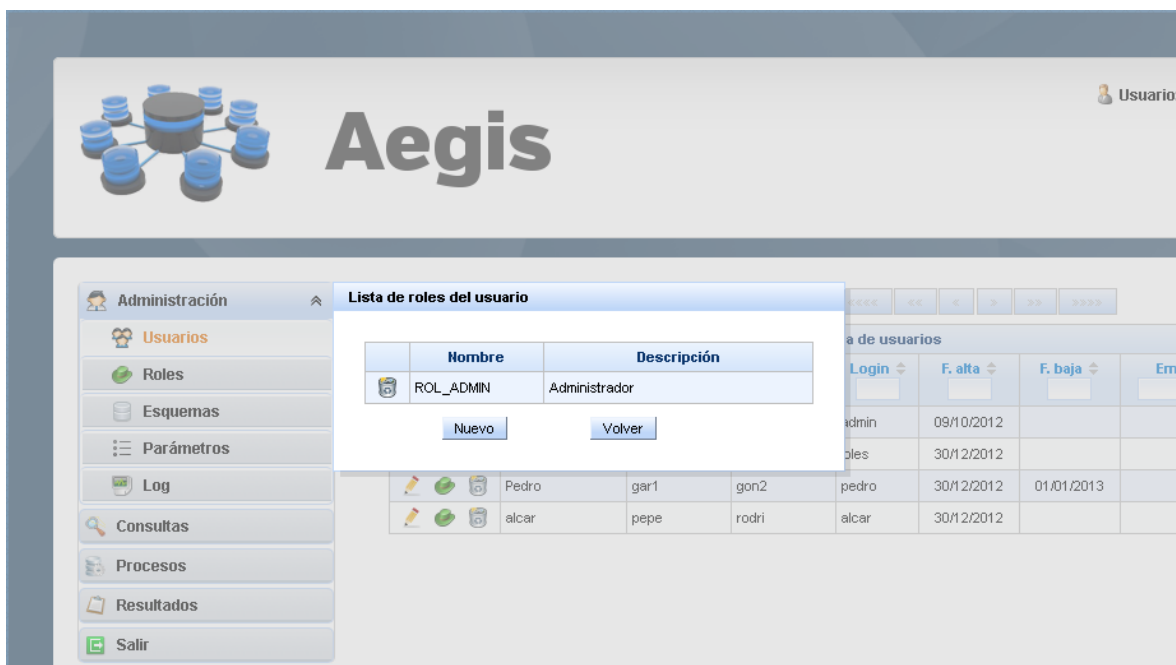 Usuario
Aegis
Administración
Usuarios
Roles
Esquemas
Parámetros
Log
Consultas
Procesos
Resultados
Salir
Lista de roles del usuario
Nombre Descripción
ROL_ADMIN Administrador
Nuevo Volver
<<<< << < > >> >>>>
a de usuarios
Login F. alta F. baja Em
admin 09/10/2012
oles 30/12/2012
Pedro gar1 gon2 pedro 30/12/2012 01/01/2013
alcar pepe rodri alcar 30/12/2012